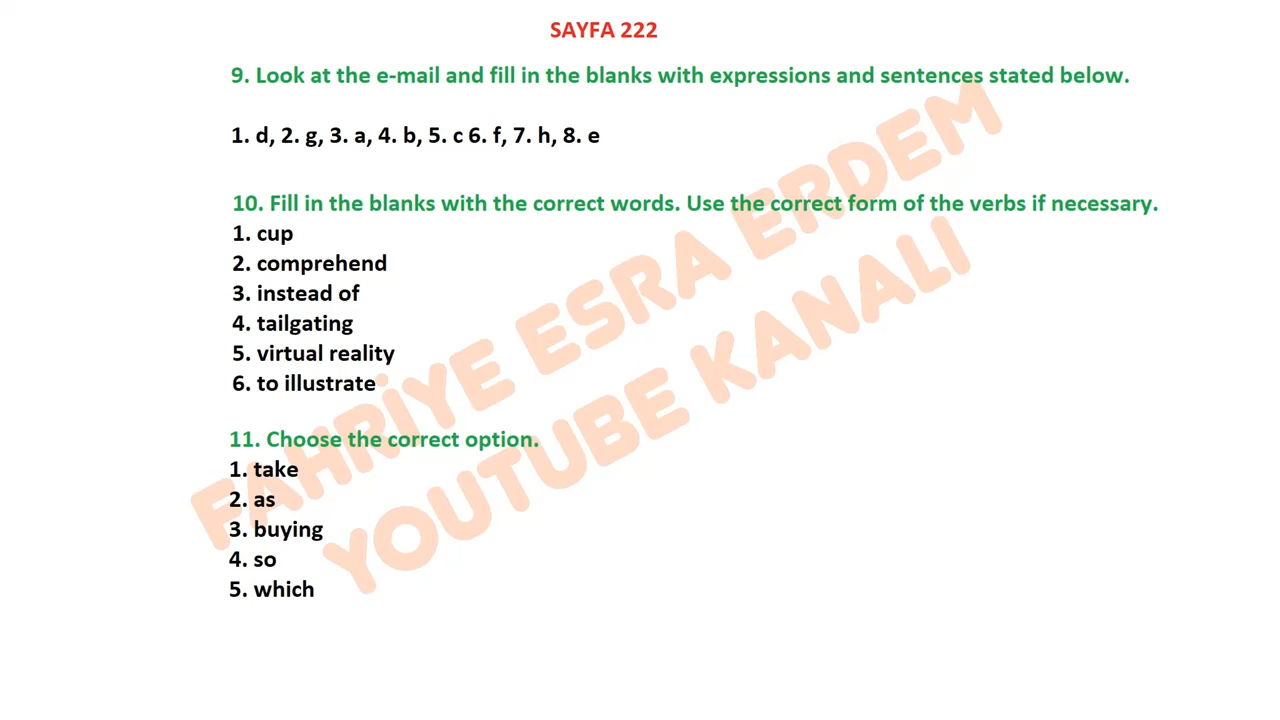 SAYFA 222
9. Look at the e-mail and fill in the blanks with expressions and sentences stated below.
1. d, 2. g, 3. a, 4. b, 5. c 6. f, 7. h, 8. e
10. Fill in the blanks with the correct words. Use the correct form of the verbs if necessary.
1. cup
2. comprehend
3. instead of
4. tailgating
5. virtual reality
6. to illustrate
11. Choose the correct option.
1. take
2. as
3. buying
4. so
5. which
FAHRİYE ESRA ERDEM
YOUTUBE KANALI